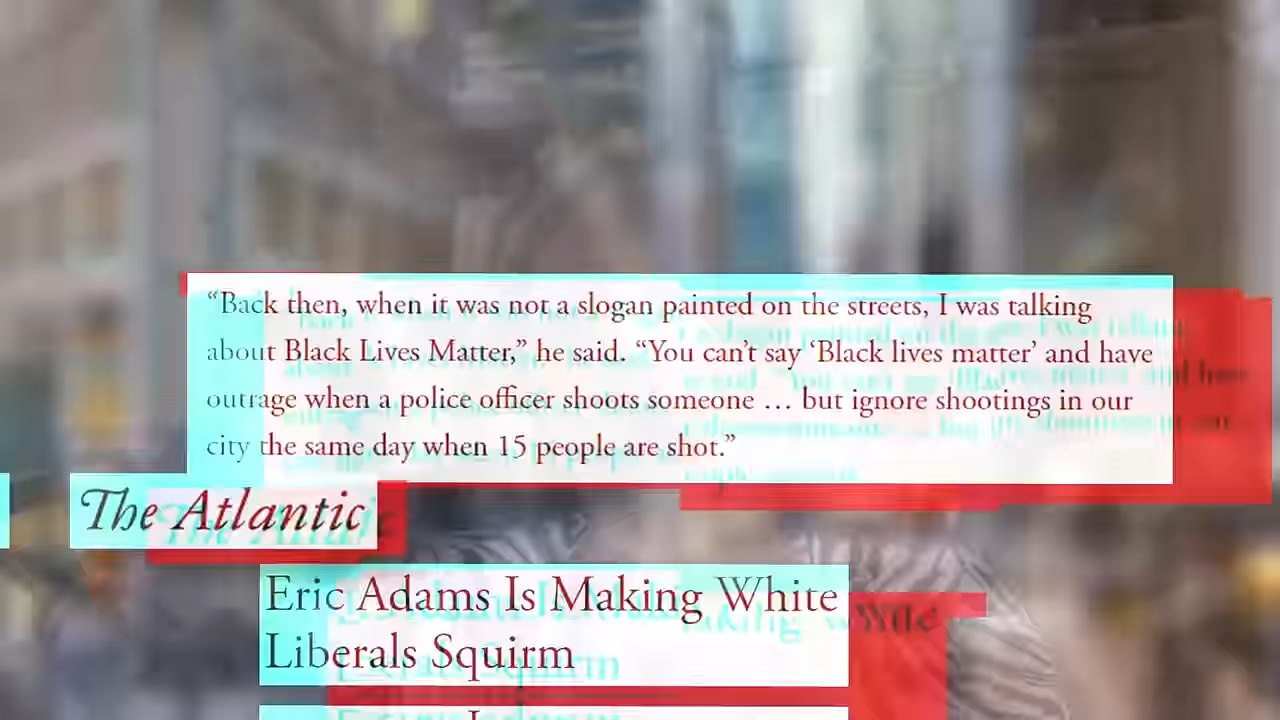 “Back then, when it was not a slogan painted on the streets, I was talking
about Black Lives Matter,” he said. “You can’t say ‘Black lives matter’ and have
outrage when a police officer shoots someone … but ignore shootings in our
city the same day when 15 people are shot.”
The Atlantic
Eric Adams Is Making White
Liberals Squirm